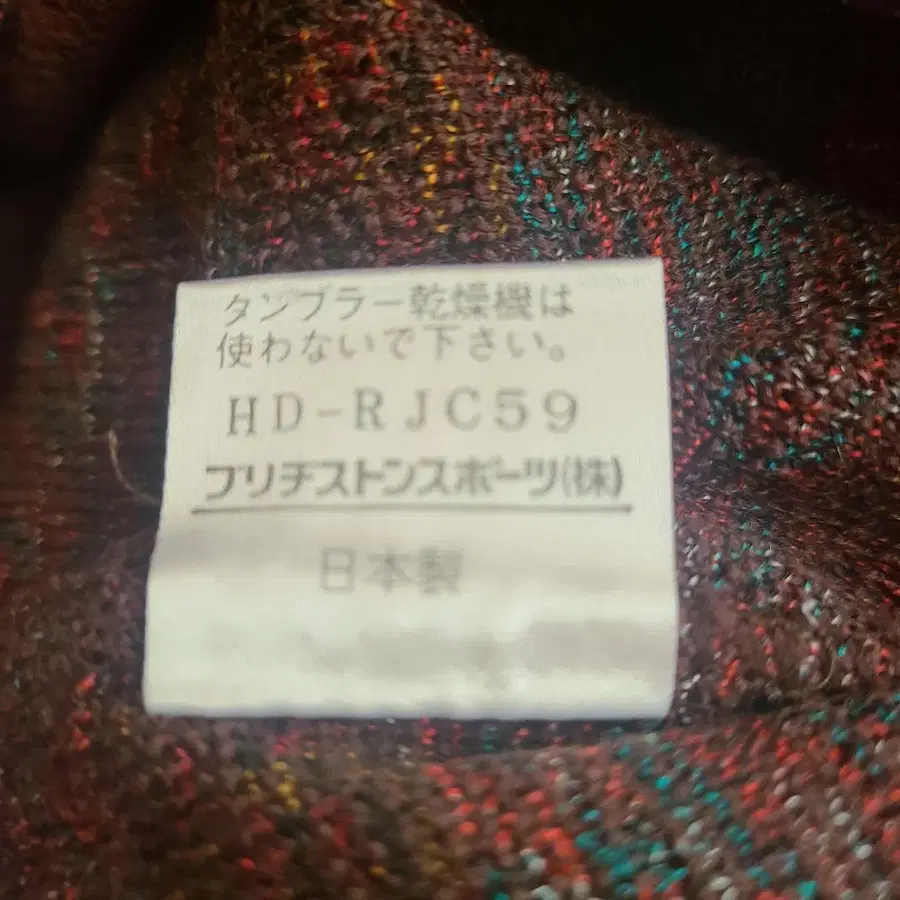 タンブラー乾燥機は
使わないで下さい。
HD-RJC59
ブリヂストンスポーツ(株)
日本製